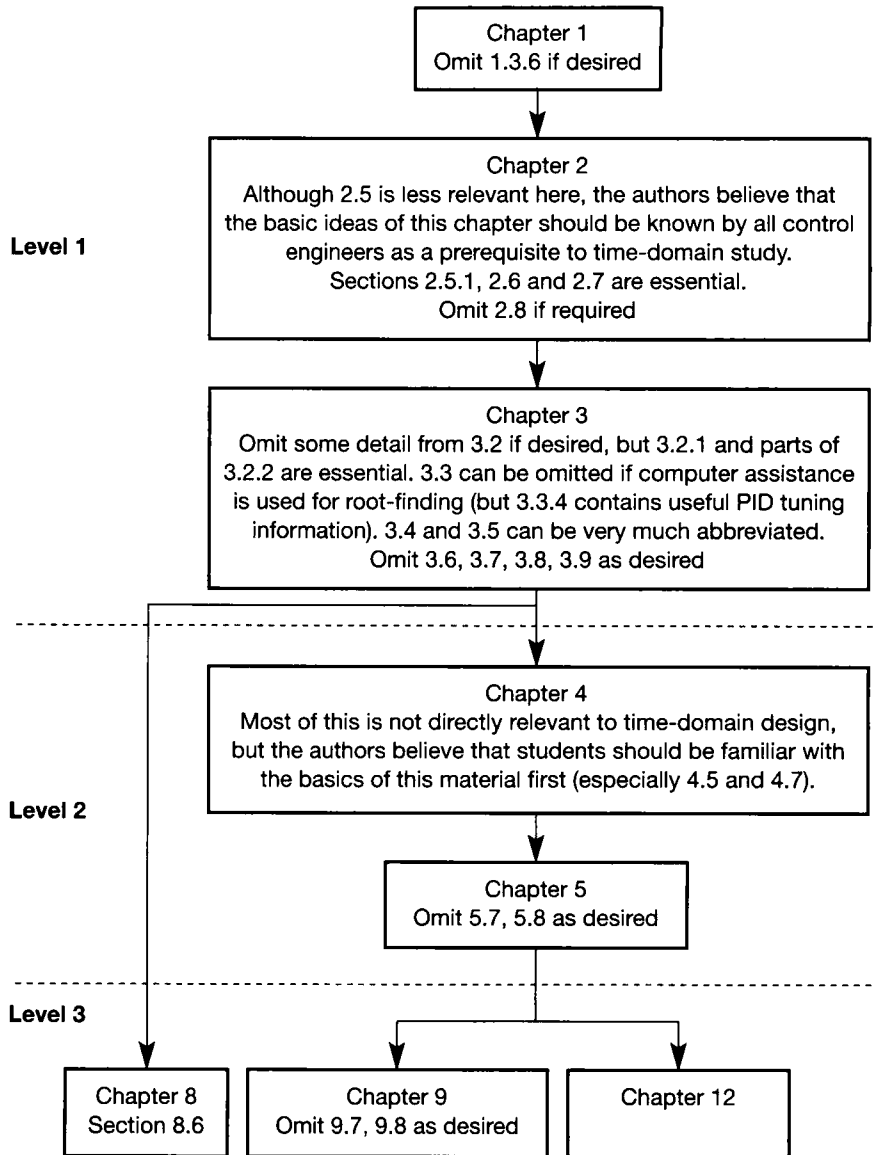 Chapter 1
Omit 1.3.6 if desired
Level 1
Chapter 2
Although 2.5 is less relevant here, the authors believe that
the basic ideas of this chapter should be known by all control
engineers as a prerequisite to time-domain study.
Sections 2.5.1, 2.6 and 2.7 are essential.
Omit 2.8 if required
Chapter 3
Omit some detail from 3.2 if desired, but 3.2.1 and parts of
3.2.2 are essential. 3.3 can be omitted if computer assistance
is used for root-finding (but 3.3.4 contains useful PID tuning
information). 3.4 and 3.5 can be very much abbreviated.
Omit 3.6, 3.7, 3.8, 3.9 as desired
Level 2
Chapter 4
Most of this is not directly relevant to time-domain design,
but the authors believe that students should be familiar with
the basics of this material first (especially 4.5 and 4.7).
Chapter 5
Omit 5.7, 5.8 as desired
Level 3
Chapter 8
Section 8.6
Chapter 9
Omit 9.7, 9.8 as desired
Chapter 12